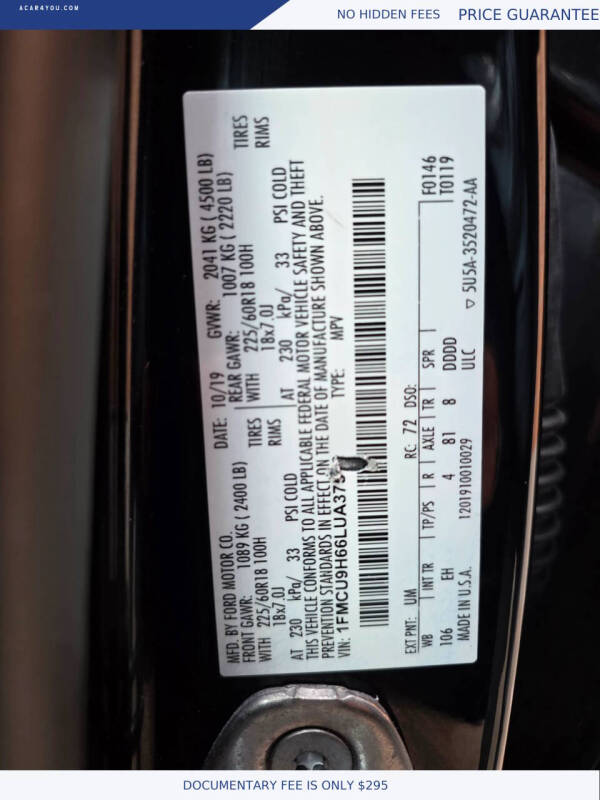 ACAR4YOU.COM
NO HIDDEN FEES PRICE GUARANTEE
MFD. BY FORD MOTOR CO. DATE: 10/19 GVWR: 2041 KG ( 4500 LB)
FRONT GAWR: 1089 KG ( 2400 LB) REAR GAWR: 1007 KG ( 2220 LB)
WITH 225/60R18 100H TIRES WITH 225/60R18 100H TIRES
18x7.0J RIMS 18x7.0J RIMS
AT 230 kPa/ 33 PSI COLD AT 230 kPa/ 33 PSI COLD
THIS VEHICLE CONFORMS TO ALL APPLICABLE FEDERAL MOTOR VEHICLE SAFETY AND THEFT
PREVENTION STANDARDS IN EFFECT ON THE DATE OF MANUFACTURE SHOWN ABOVE.
VIN: TYPE: MPV
EXT PNT: UM RC: 72 DSO: F0146
WB INT TR TP/PS R AXLE TR SPR T0119
106 EH 4 81 8 DDDD
ULC
MADE IN U.S.A. 1201910010029 ▽ 5U5A-3520472-AA
DOCUMENTARY FEE IS ONLY $295